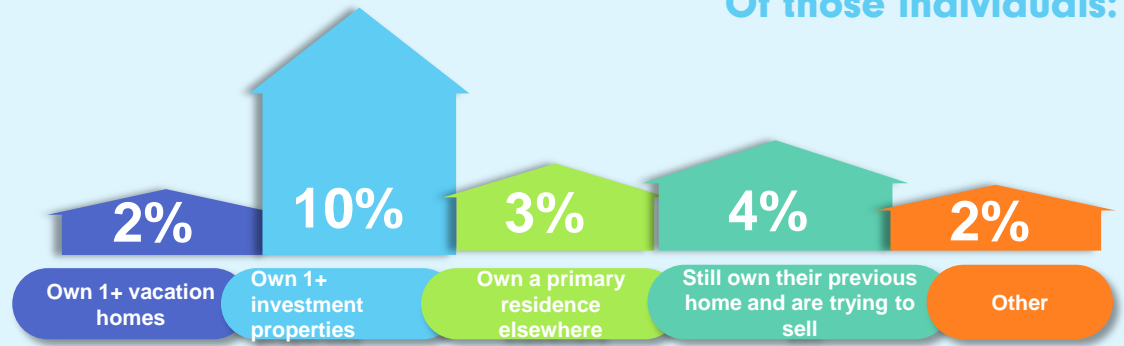 Of those individuals:
2%
10%
3%
4%
2%
Own 1+ vacation
homes
Own 1+
investment
properties
Own a primary
residence
elsewhere
Still own their previous
home and are trying to
sell
Other